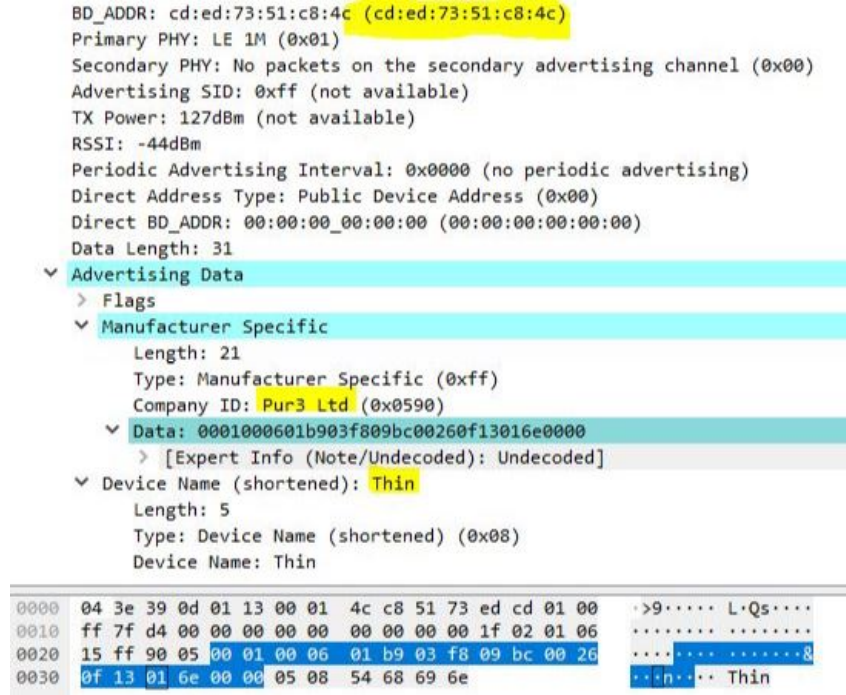 BD_ADDR: cd:ed:73:51:c8:4c (cd:ed:73:51:c8:4c)
Primary PHY: LE 1M (0x01)
Secondary PHY: No packets on the secondary advertising channel (0x00)
Advertising SID: 0xff (not available)
TX Power: 127dBm (not available)
RSSI: -44dBm
Periodic Advertising Interval: 0x0000 (no periodic advertising)
Direct Address Type: Public Device Address (0x00)
Direct BD_ADDR: 00:00:00_00:00:00 (00:00:00:00:00:00)
Data Length: 31
Advertising Data
Flags
Manufacturer Specific
Length: 21
Type: Manufacturer Specific (0xff)
Company ID: Pur3 Ltd (0x0590)
Data: 0001000601b903f809bc00260f13016e0000
[Expert Info (Note/Undecoded): Undecoded]
Device Name (shortened): Thin
Length: 5
Type: Device Name (shortened) (0x08)
Device Name: Thin
0000 04 3e 39 0d 01 13 00 01 4c c8 51 73 ed cd 01 00 ·>9····· L·Qs····
0010 ff 7f d4 00 00 00 00 00 00 00 00 00 1f 02 01 06 ········ ········
0020 15 ff 90 05 00 01 00 06 01 b9 03 f8 09 bc 00 26 ········ ·······&
0030 0f 13 01 6e 00 00 05 08 54 68 69 6e ···n···· Thin